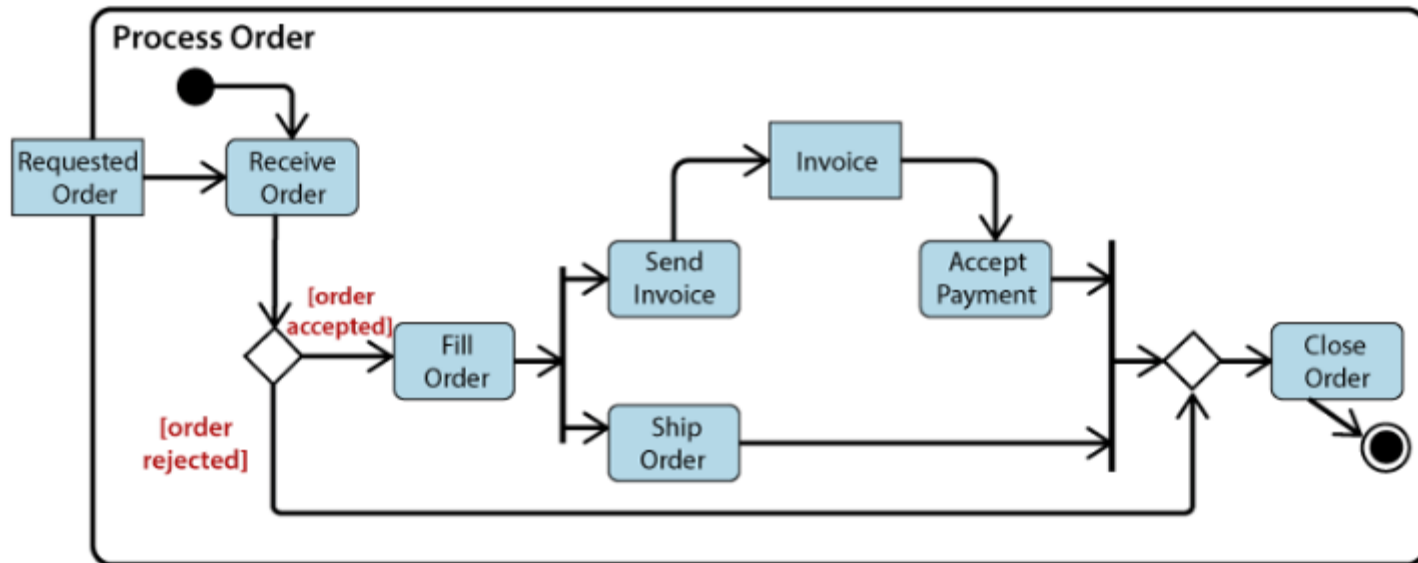 Process Order
Requested
Order
Receive
Order
Invoice
Send
Invoice
Accept
Payment
[order
accepted]
Fill
Order
Close
Order
[order
rejected]
Ship
Order